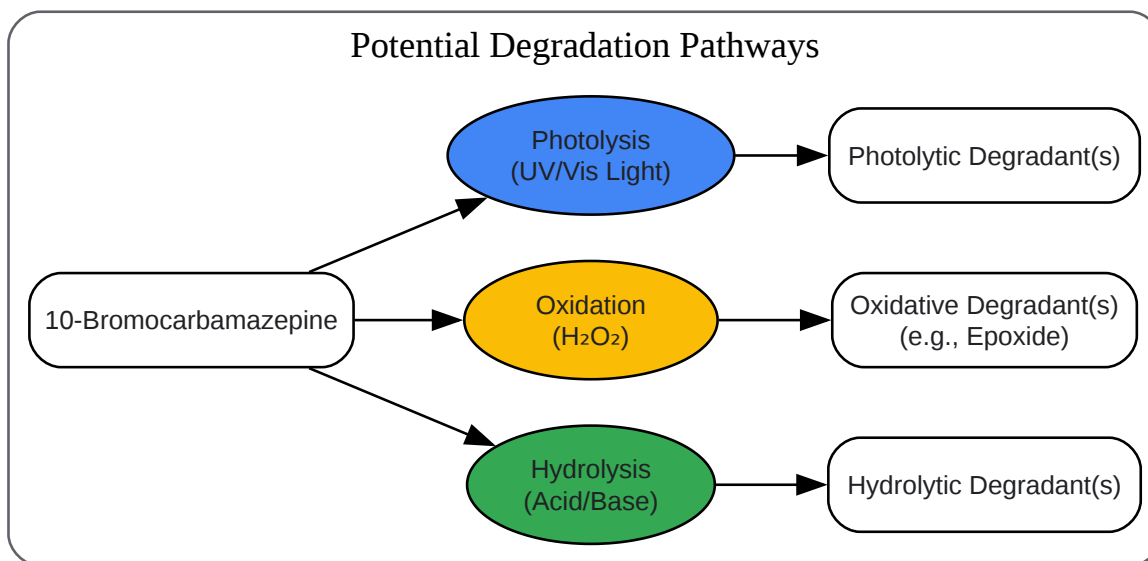 Potential Degradation Pathways
Photolysis
(UV/Vis Light)
Photolytic Degradant(s)
10-Bromocarbamazepine
Oxidation
(H₂O₂)
Oxidative Degradant(s)
(e.g., Epoxide)
Hydrolysis
(Acid/Base)
Hydrolytic Degradant(s)